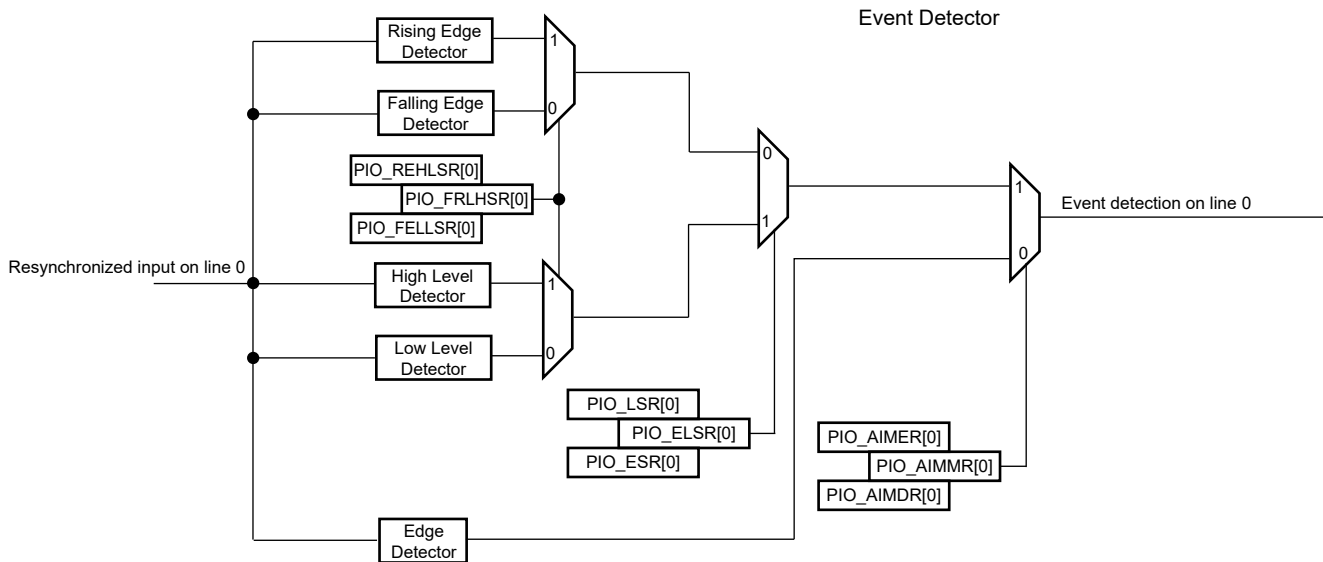 Event Detector
Rising Edge
Detector
1
Falling Edge
Detector
0
0
PIO_REHLSR[0]
PIO_FRLHSR[0]
PIO_FELLSR[0]
1
1
Event detection on line 0
0
Resynchronized input on line 0
High Level
Detector
1
Low Level
Detector
0
PIO_LSR[0]
PIO_ELSR[0]
PIO_ESR[0]
PIO_AIMER[0]
PIO_AIMMR[0]
PIO_AIMDR[0]
Edge
Detector